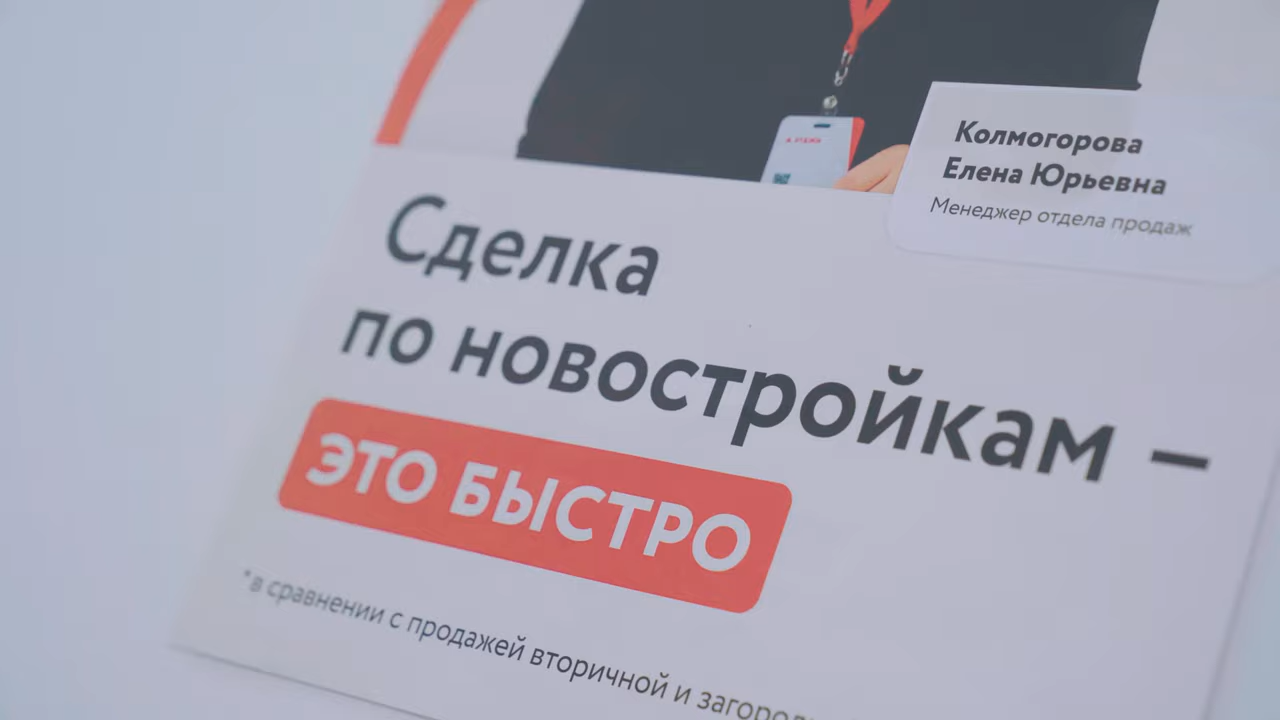 Колмогорова
Елена Юрьевна
Менеджер отдела продаж
Сделка
по новостройкам –
ЭТО БЫСТРО
*в сравнении с продажей вторичной и